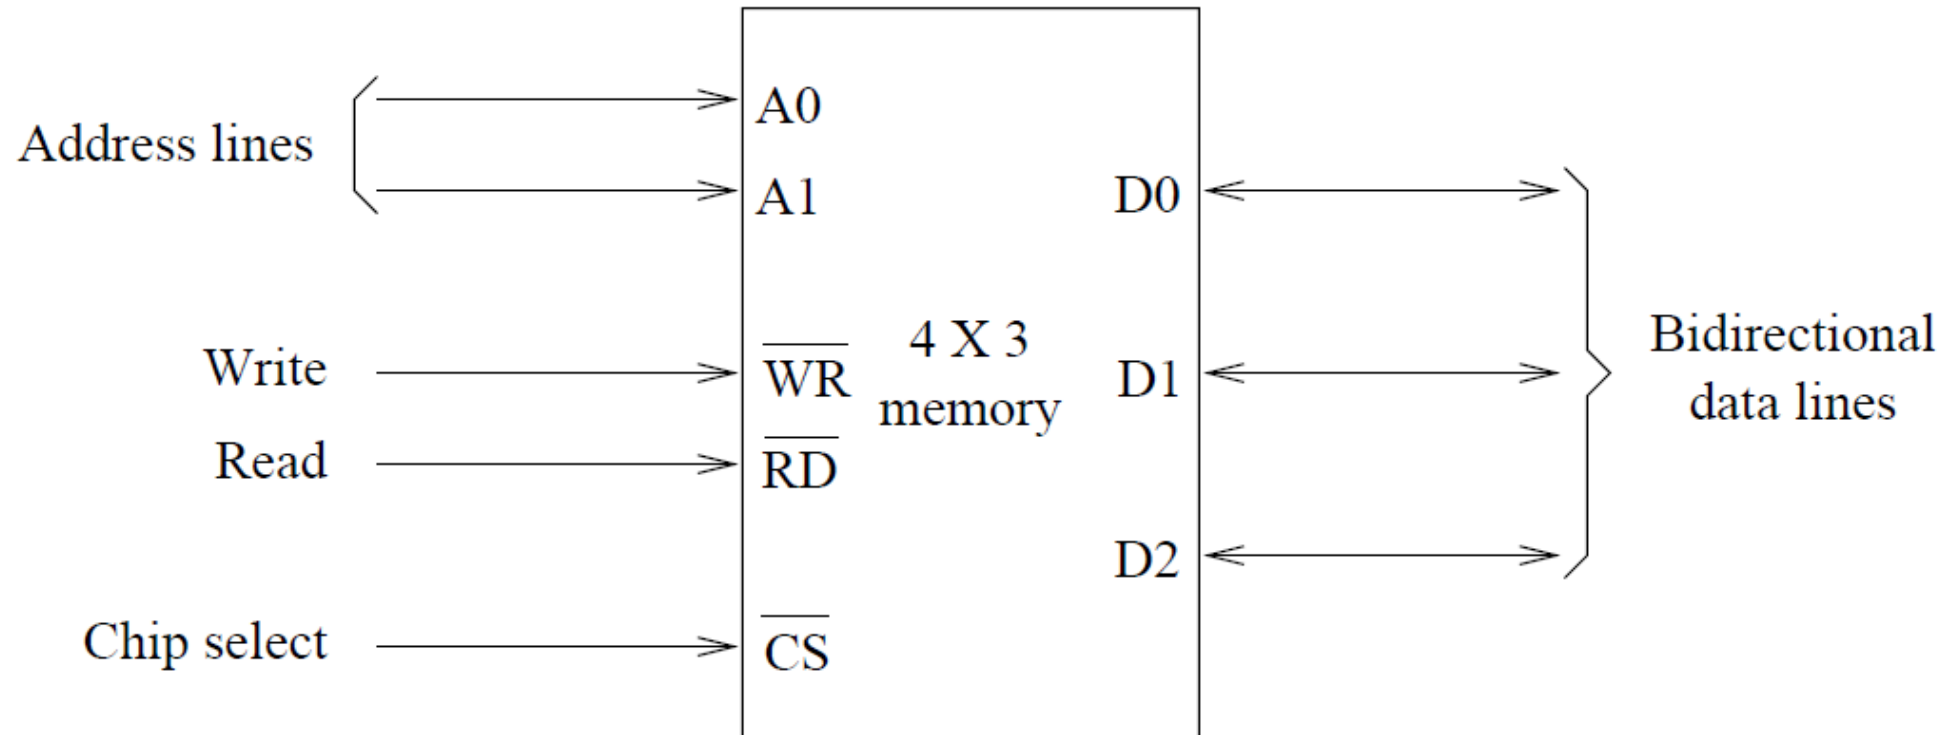 Address lines
A0
A1
D0
Write
WR
4 X 3
memory
D1
Bidirectional
data lines
Read
RD
D2
Chip select
CS